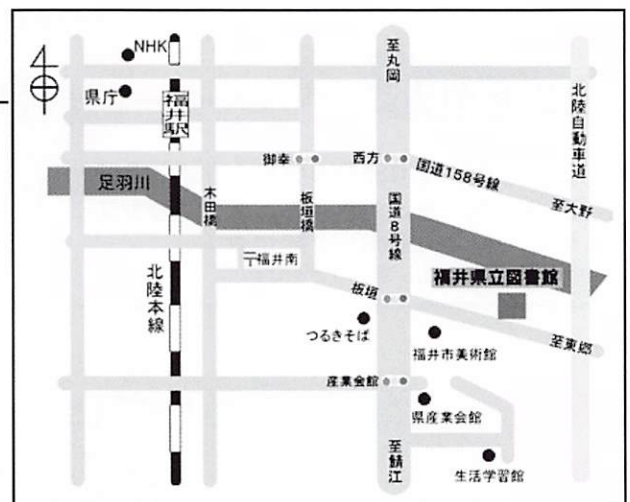 NHK
県庁
福井駅
至丸岡
北陸自動車道
御幸
西方
国道158号線
至大野
足羽川
木田橋
板垣橋
国道8号線
〒福井南
福井県立図書館
北陸本線
板垣
つるきそば
福井市美術館
至東郷
産業会館
県産業会館
至鯖江
生活学習館